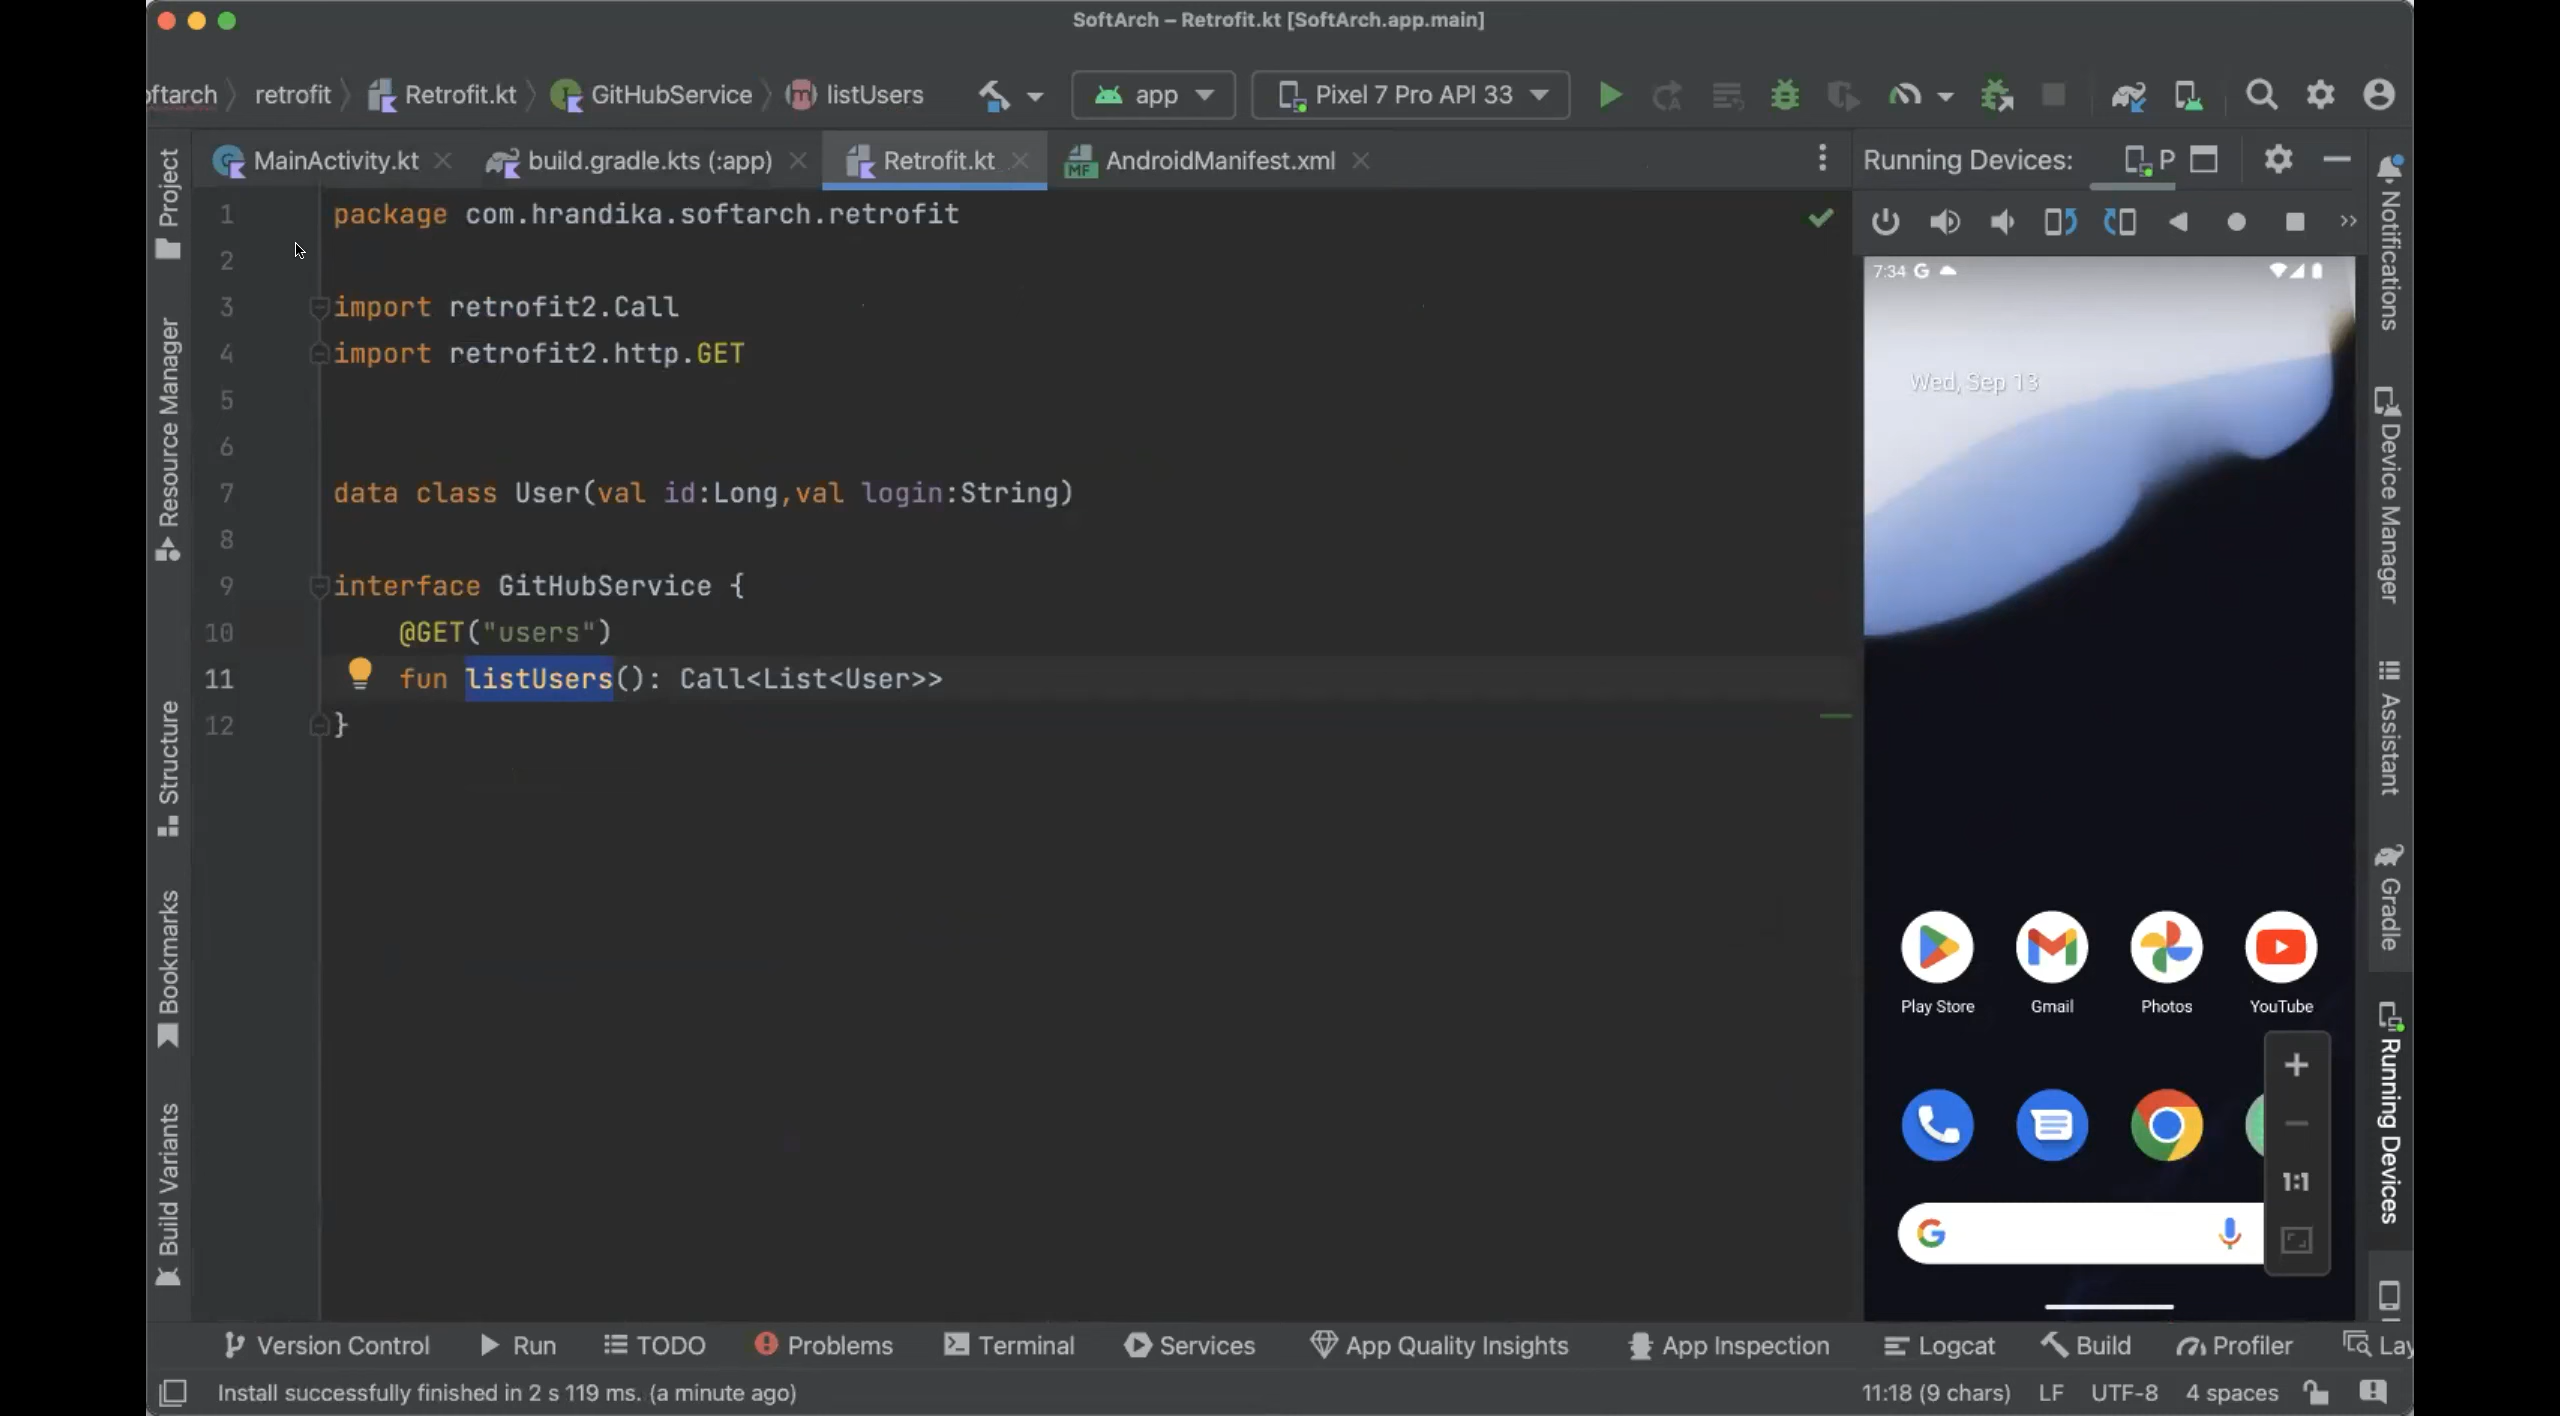 SoftArch – Retrofit.kt [SoftArch.app.main]
oftarch retrofit Retrofit.kt GitHubService listUsers app Pixel 7 Pro API 33
MainActivity.kt build.gradle.kts (:app) Retrofit.kt AndroidManifest.xml Running Devices: P
Project
Resource Manager
Structure
Bookmarks
Build Variants
1 package com.hrandika.softarch.retrofit
2
3 import retrofit2.Call
4 import retrofit2.http.GET
5
6
7 data class User(val id:Long,val login:String)
8
9 interface GitHubService {
10 @GET("users")
11 fun listUsers(): Call<List<User>>
12 }
7:34
Wed, Sep 13
Play Store Gmail Photos YouTube
1:1
Notifications
Device Manager
Assistant
Gradle
Running Devices
Version Control Run TODO Problems Terminal Services App Quality Insights App Inspection Logcat Build Profiler Lay
Install successfully finished in 2 s 119 ms. (a minute ago) 11:18 (9 chars) LF UTF-8 4 spaces